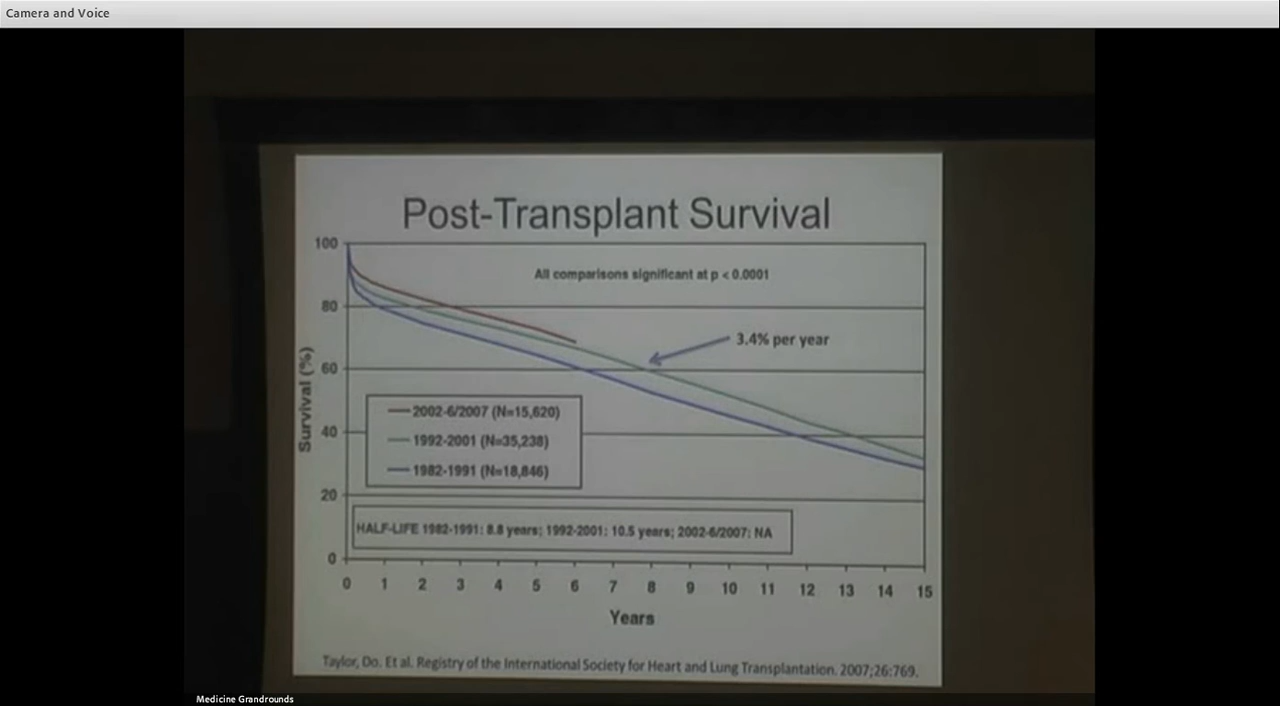 Camera and Voice
Post-Transplant Survival
100
All comparisons significant at p < 0.0001
80
3.4% per year
60
Survival (%)
2002-6/2007 (N=15,620)
40
1992-2001 (N=35,238)
1982-1991 (N=18,846)
20
HALF-LIFE 1982-1991: 8.8 years; 1992-2001: 10.5 years; 2002-6/2007: NA
0
0 1 2 3 4 5 6 7 8 9 10 11 12 13 14 15
Years
Taylor, Do. Et al. Registry of the International Society for Heart and Lung Transplantation. 2007;26:769.
Medicine Grandrounds